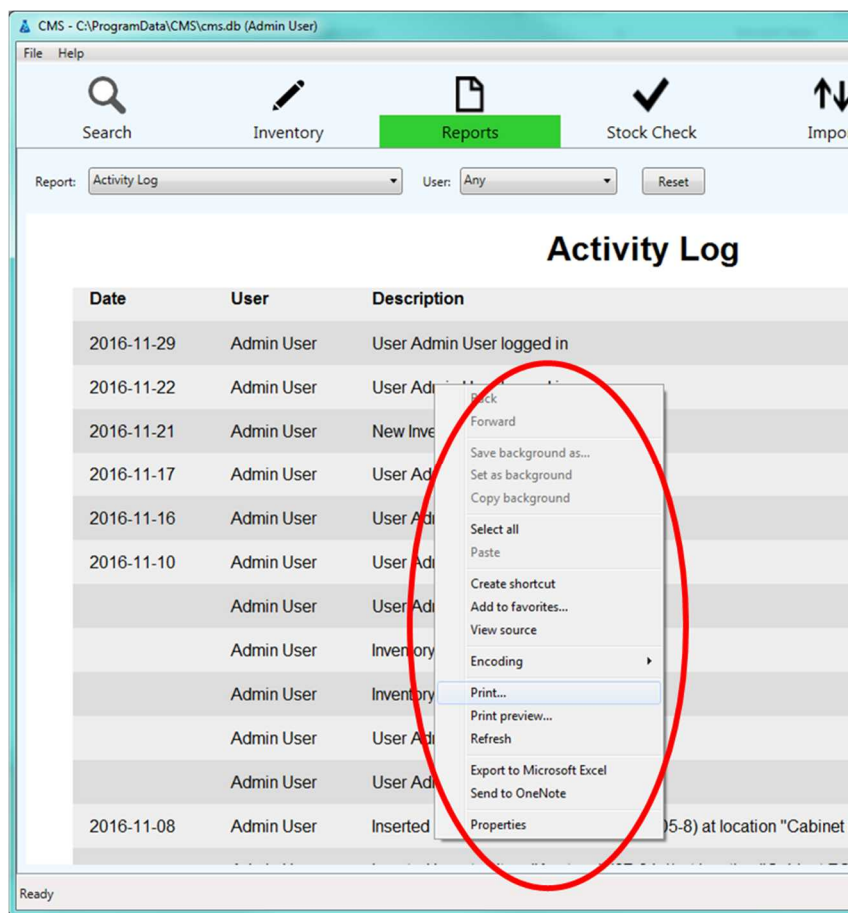 CMS - C:\ProgramData\CMS\cms.db (Admin User)
File Help
Search Inventory Reports Stock Check Impor
Report: Activity Log User: Any Reset
Activity Log
Date User Description
2016-11-29 Admin User User Admin User logged in
2016-11-22 Admin User User Adm
Back
Forward
2016-11-21 Admin User New Inve
Save background as...
2016-11-17 Admin User User Ad
Set as background
Copy background
2016-11-16 Admin User User Adm
Select all
Paste
2016-11-10 Admin User User Adm
Create shortcut
Admin User User Adm
Add to favorites...
View source
Admin User Inventory
Encoding
Admin User Inventory
Print...
Print preview...
Admin User User Adm
Refresh
Export to Microsoft Excel
Admin User User Adm
Send to OneNote
2016-11-08 Admin User Inserted 05-8) at location "Cabinet
Properties
Ready